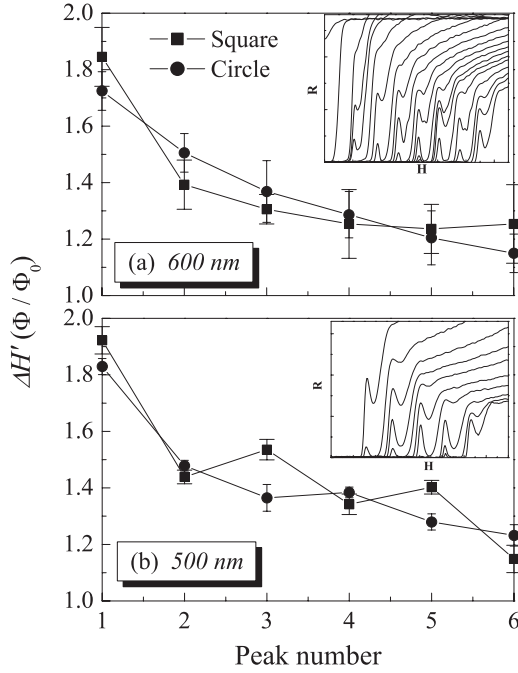 2.0
1.8
1.6
1.4
1.2
1.0
Square
Circle
R
H
(a) 600 nm
ΔH' (Φ / Φ₀)
2.0
1.8
1.6
1.4
1.2
1.0
R
H
(b) 500 nm
1 2 3 4 5 6
Peak number